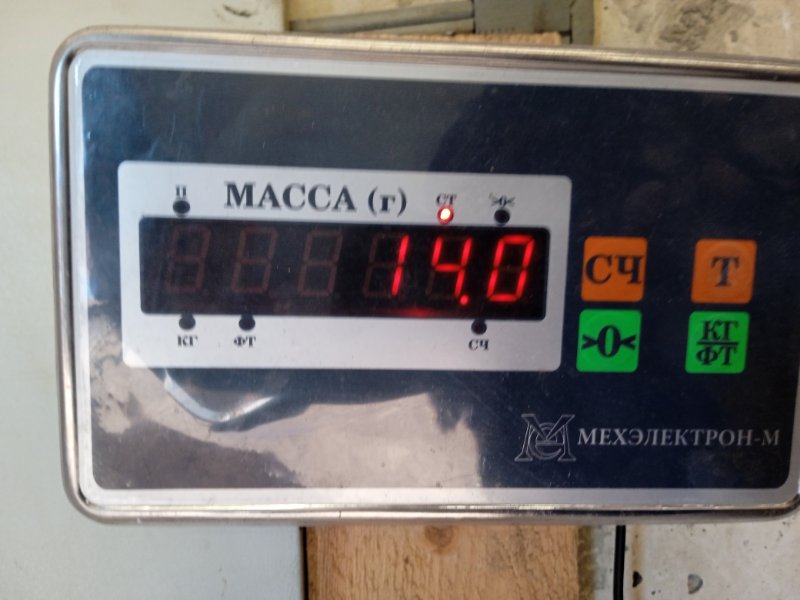 П МАССА (г) СТ >0<
14.0
КГ ФТ СЧ
СЧ Т
>0< КГ/ФТ
МЕХЭЛЕКТРОН-М